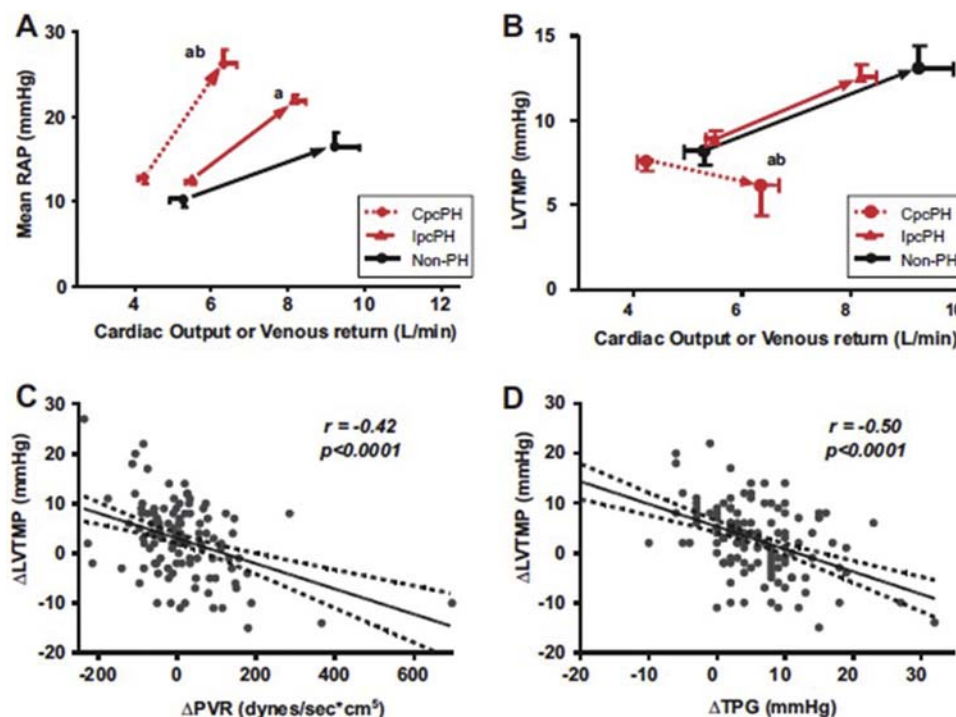 A
30
20
10
0
Mean RAP (mmHg)
ab
a
CpcPH
IpcPH
Non-PH
4 6 8 10 12
Cardiac Output or Venous return (L/min)
B
15
10
5
0
LVTMP (mmHg)
ab
CpcPH
IpcPH
Non-PH
4 6 8 10
Cardiac Output or Venous return (L/min)
C
30
20
10
0
-10
-20
ΔLVTMP (mmHg)
r = -0.42
p<0.0001
-200 0 200 400 600
ΔPVR (dynes/sec*cm⁵)
D
30
20
10
0
-10
-20
ΔLVTMP (mmHg)
r = -0.50
p<0.0001
-20 -10 0 10 20 30
ΔTPG (mmHg)